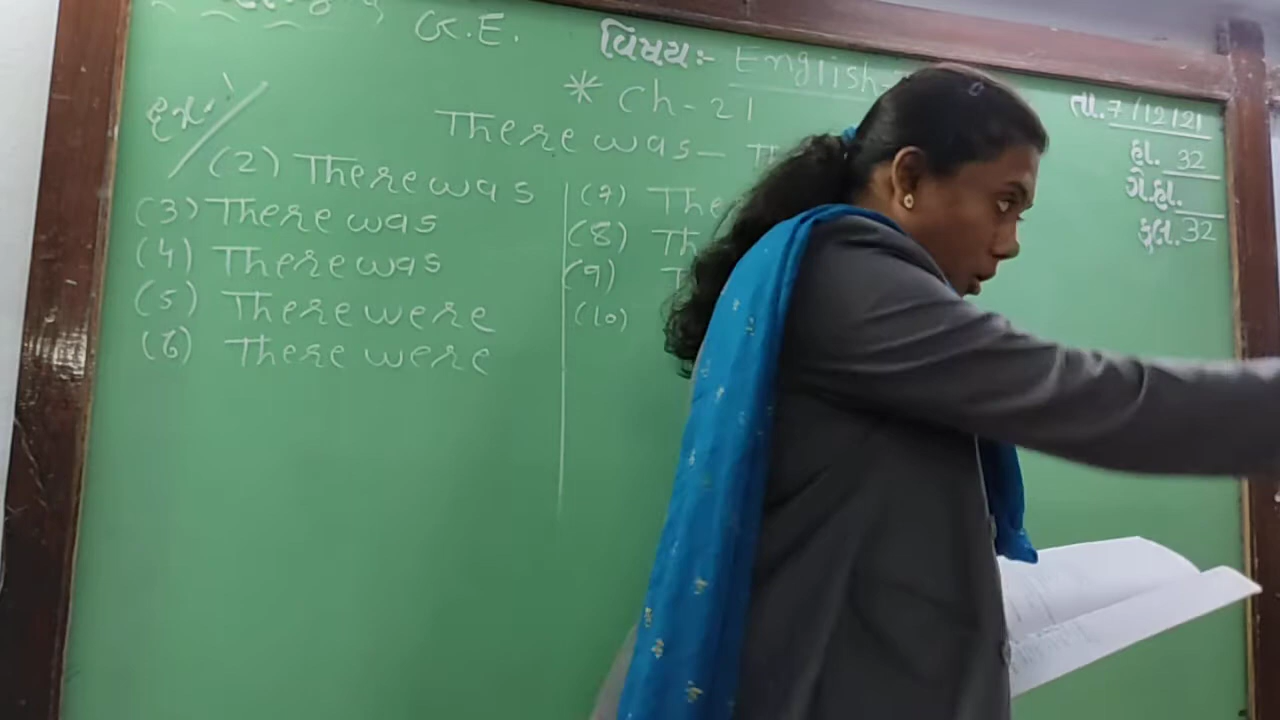 G.E.
વિષય:- English-
તા. 7/12/21
* Ch-21
હા. 32
There was- T
ગે.હા.
કુલ. 32
(2) There was
(3) There was
(4) There was
(5) There were
(6) There were
(7) The
(8) Th
(9) T
(10)